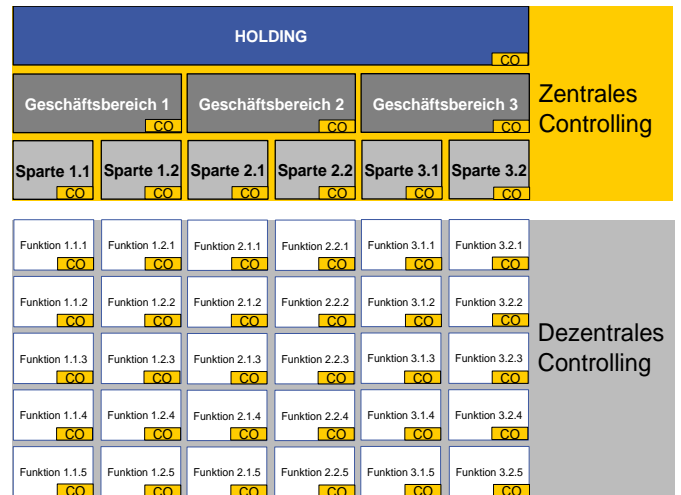 HOLDING
CO
Geschäftsbereich 1 Geschäftsbereich 2 Geschäftsbereich 3
CO CO CO
Zentrales
Controlling
Sparte 1.1 Sparte 1.2 Sparte 2.1 Sparte 2.2 Sparte 3.1 Sparte 3.2
CO CO CO CO CO CO
Funktion 1.1.1 Funktion 1.2.1 Funktion 2.1.1 Funktion 2.2.1 Funktion 3.1.1 Funktion 3.2.1
CO CO CO CO CO CO
Funktion 1.1.2 Funktion 1.2.2 Funktion 2.1.2 Funktion 2.2.2 Funktion 3.1.2 Funktion 3.2.2
CO CO CO CO CO CO
Dezentrales
Controlling
Funktion 1.1.3 Funktion 1.2.3 Funktion 2.1.3 Funktion 2.2.3 Funktion 3.1.3 Funktion 3.2.3
CO CO CO CO CO CO
Funktion 1.1.4 Funktion 1.2.4 Funktion 2.1.4 Funktion 2.2.4 Funktion 3.1.4 Funktion 3.2.4
CO CO CO CO CO CO
Funktion 1.1.5 Funktion 1.2.5 Funktion 2.1.5 Funktion 2.2.5 Funktion 3.1.5 Funktion 3.2.5
CO CO CO CO CO CO